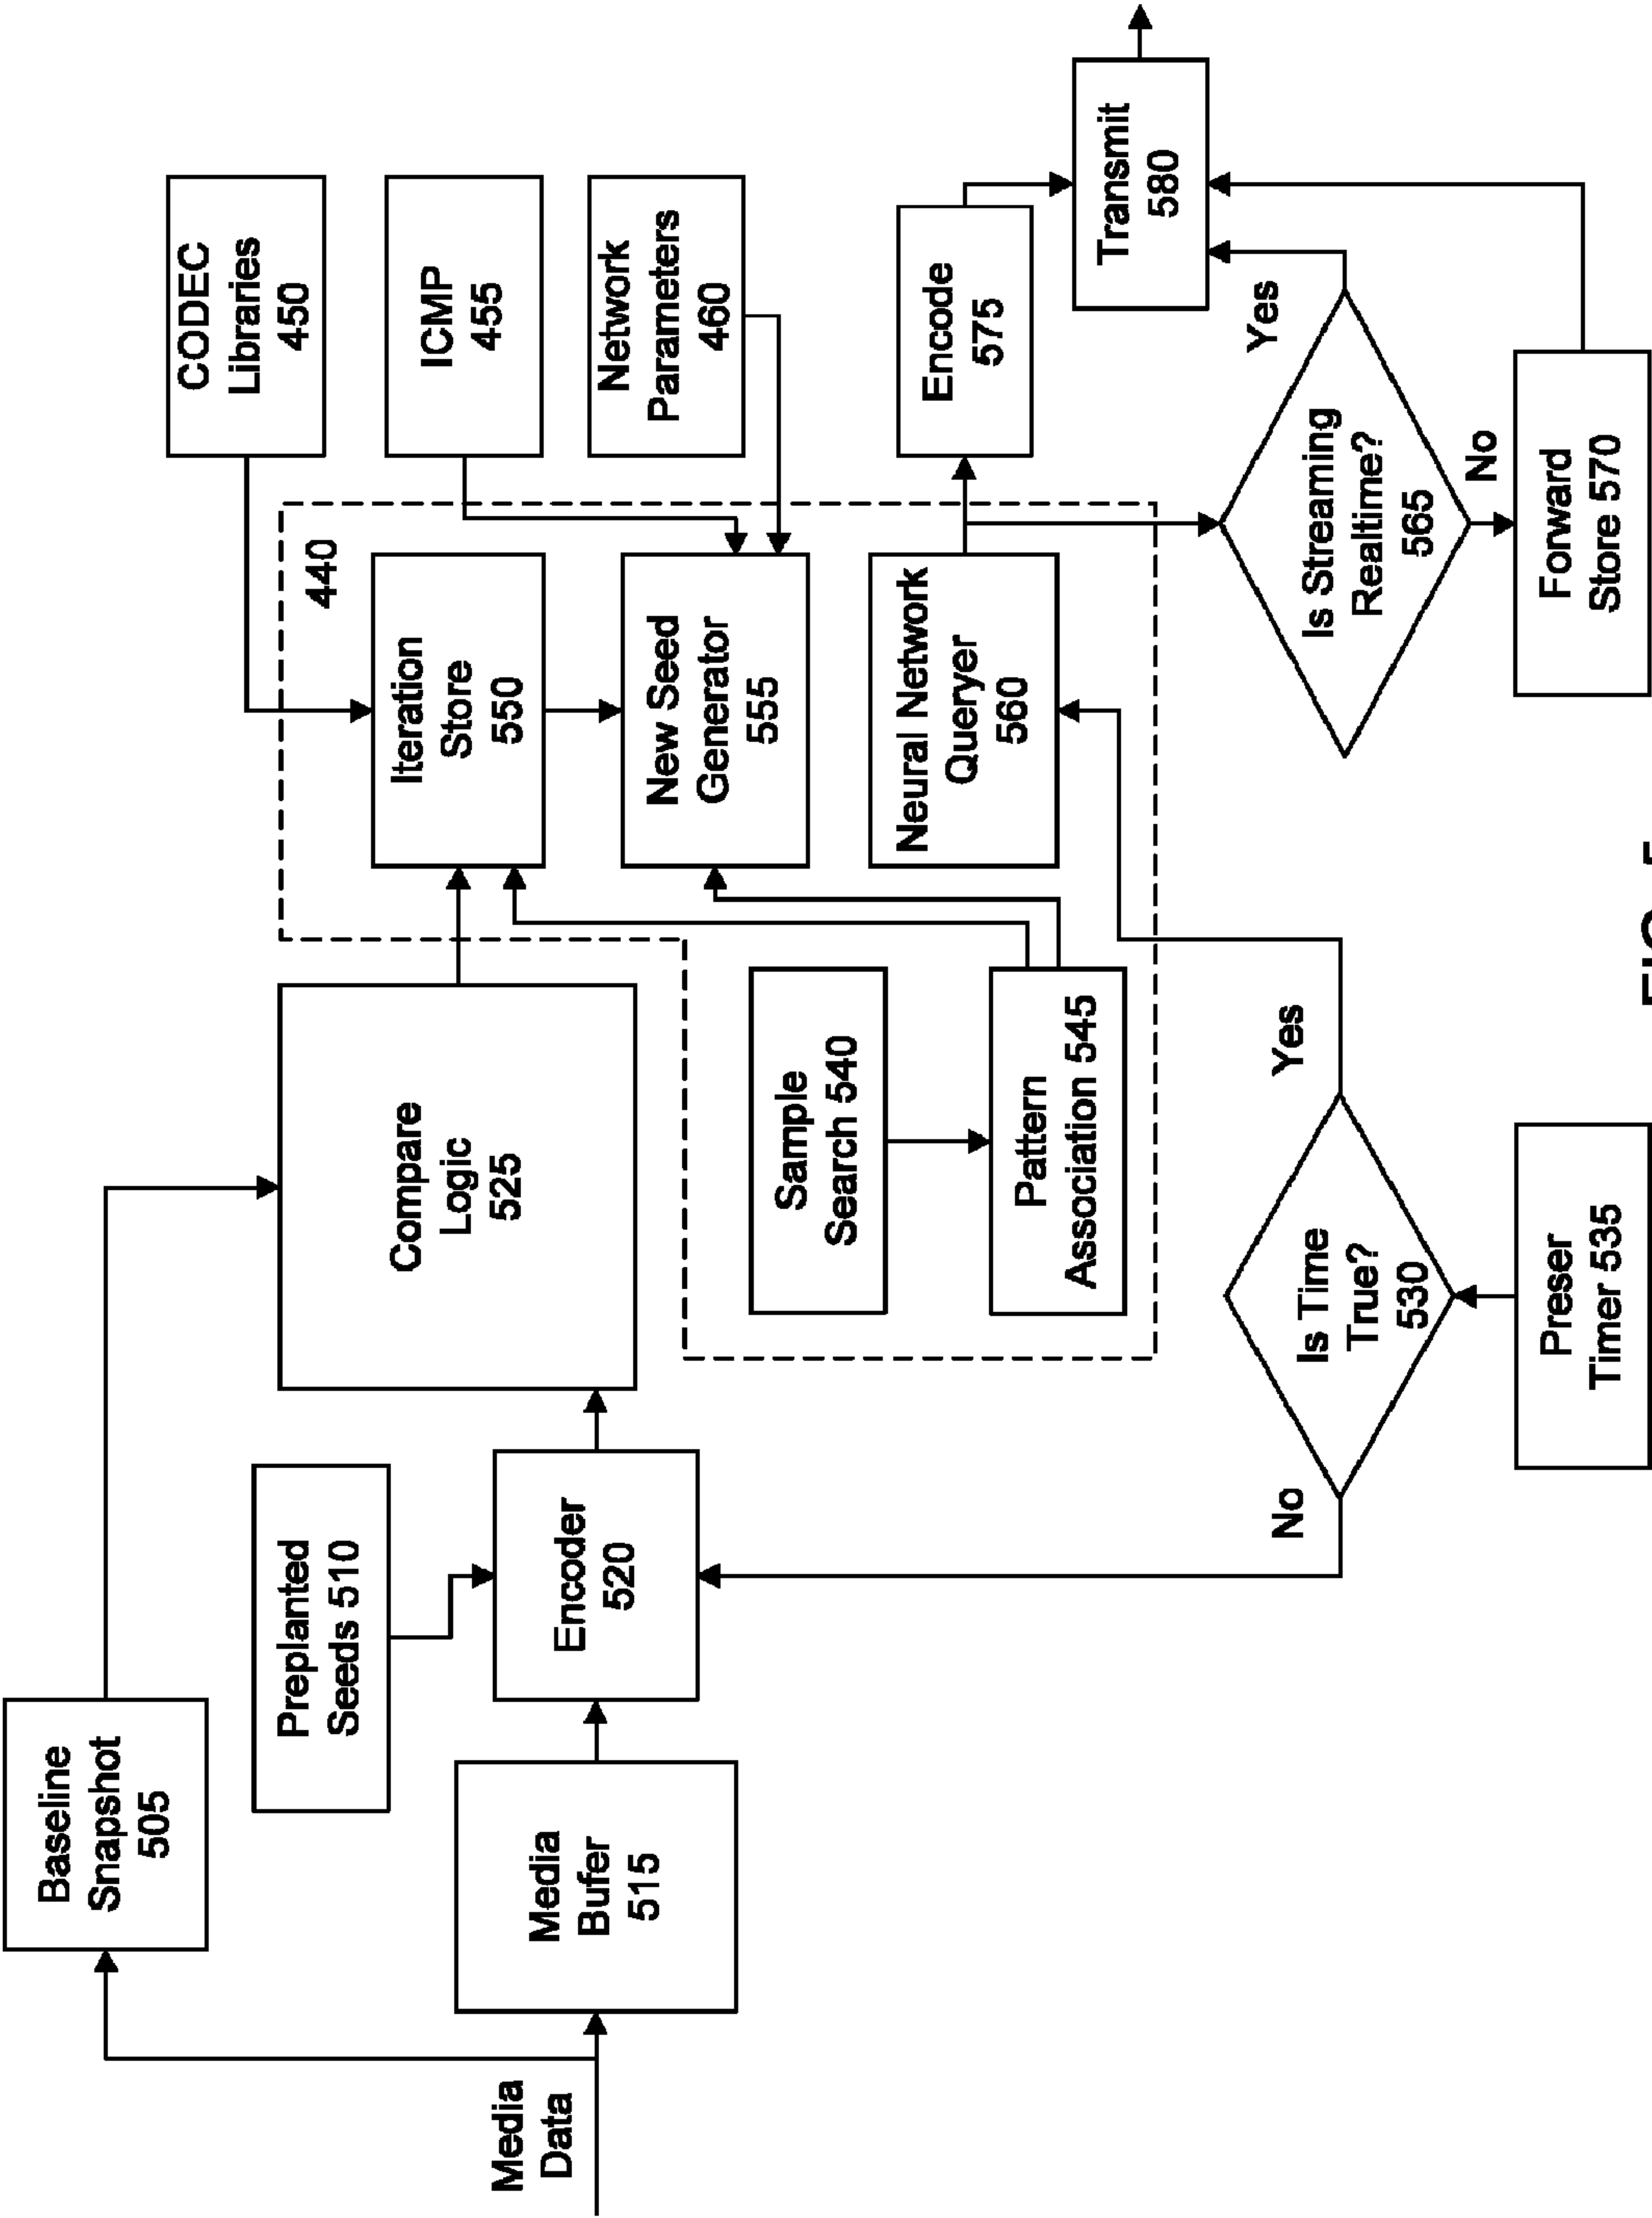 Baseline
Snapshot
505
CODEC
Libraries
450
Preplanted
Seeds 510
440
Compare
Logic
525
Iteration
Store
550
ICMP
455
Media
Data
Media
Bufer
515
Encoder
520
New Seed
Generator
555
Network
Parameters
460
Sample
Search 540
Neural Network
Queryer
560
Encode
575
Pattern
Association 545
Transmit
580
No
Is Time
True?
530
Yes
Is Streaming
Realtime?
565
Yes
No
Preser
Timer 535
Forward
Store 570